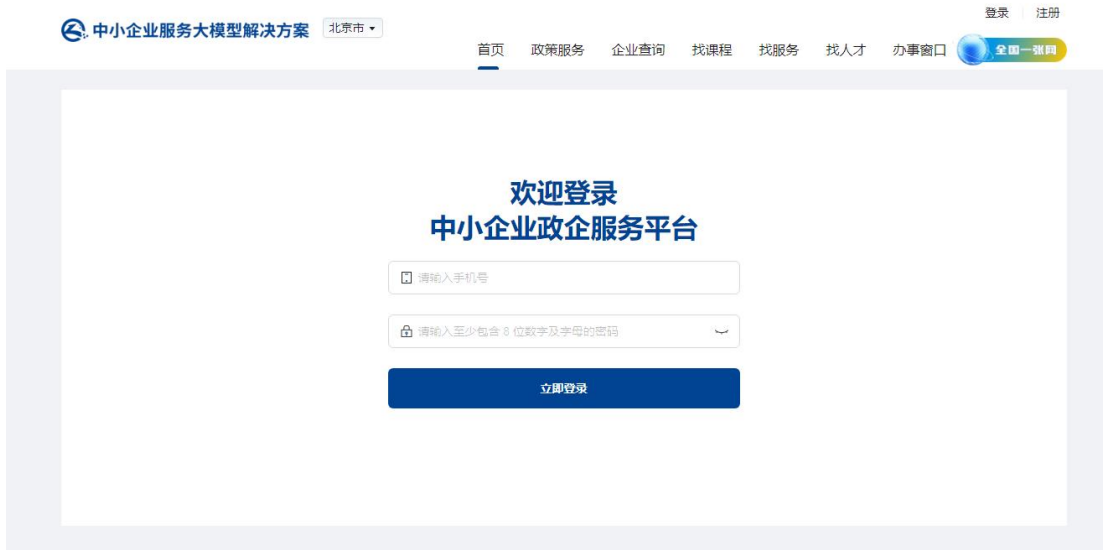 登录 注册
中小企业服务大模型解决方案 北京市
首页 政策服务 企业查询 找课程 找服务 找人才 办事窗口 全国一张网
欢迎登录
中小企业政企服务平台
请输入手机号
请输入至少包含 8 位数字及字母的密码
立即登录